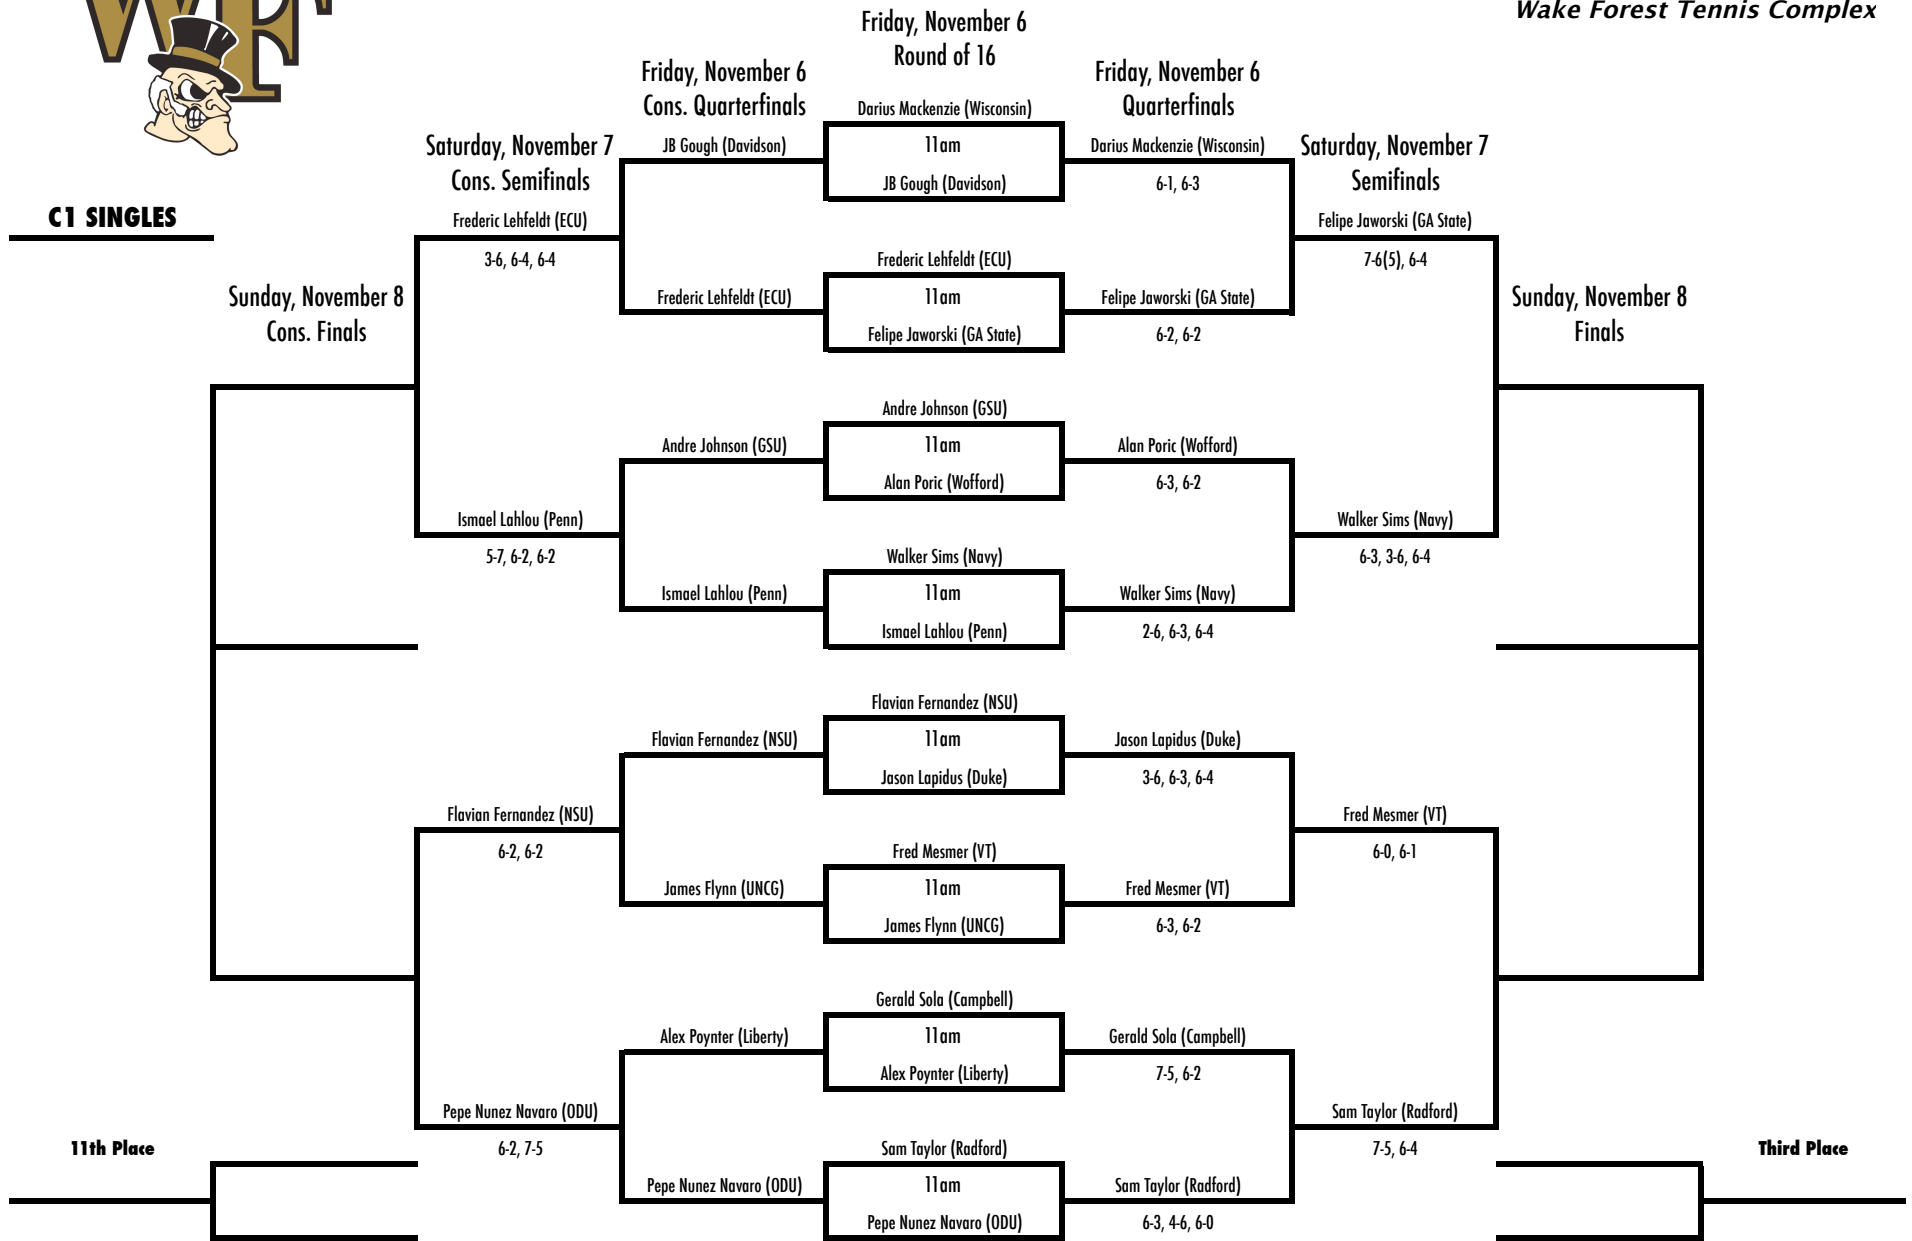 WF
Wake Forest Tennis Complex
Friday, November 6
Round of 16
Friday, November 6
Cons. Quarterfinals
Friday, November 6
Quarterfinals
Saturday, November 7
Cons. Semifinals
Saturday, November 7
Semifinals
C1 SINGLES
Sunday, November 8
Cons. Finals
Sunday, November 8
Finals
Frederic Lehfeldt (ECU)
3-6, 6-4, 6-4
Ismael Lahlou (Penn)
5-7, 6-2, 6-2
Flavian Fernandez (NSU)
6-2, 6-2
Pepe Nunez Navaro (ODU)
6-2, 7-5
JB Gough (Davidson)
Frederic Lehfeldt (ECU)
Andre Johnson (GSU)
Ismael Lahlou (Penn)
Flavian Fernandez (NSU)
James Flynn (UNCG)
Alex Poynter (Liberty)
Pepe Nunez Navaro (ODU)
Darius Mackenzie (Wisconsin)
11am
JB Gough (Davidson)
Frederic Lehfeldt (ECU)
11am
Felipe Jaworski (GA State)
Andre Johnson (GSU)
11am
Alan Poric (Wofford)
Walker Sims (Navy)
11am
Ismael Lahlou (Penn)
Flavian Fernandez (NSU)
11am
Jason Lapidus (Duke)
Fred Mesmer (VT)
11am
James Flynn (UNCG)
Gerald Sola (Campbell)
11am
Alex Poynter (Liberty)
Sam Taylor (Radford)
11am
Pepe Nunez Navaro (ODU)
Darius Mackenzie (Wisconsin)
6-1, 6-3
Felipe Jaworski (GA State)
6-2, 6-2
Alan Poric (Wofford)
6-3, 6-2
Walker Sims (Navy)
2-6, 6-3, 6-4
Jason Lapidus (Duke)
3-6, 6-3, 6-4
Fred Mesmer (VT)
6-3, 6-2
Gerald Sola (Campbell)
7-5, 6-2
Sam Taylor (Radford)
6-3, 4-6, 6-0
Felipe Jaworski (GA State)
7-6(5), 6-4
Walker Sims (Navy)
6-3, 3-6, 6-4
Fred Mesmer (VT)
6-0, 6-1
Sam Taylor (Radford)
7-5, 6-4
11th Place
Third Place